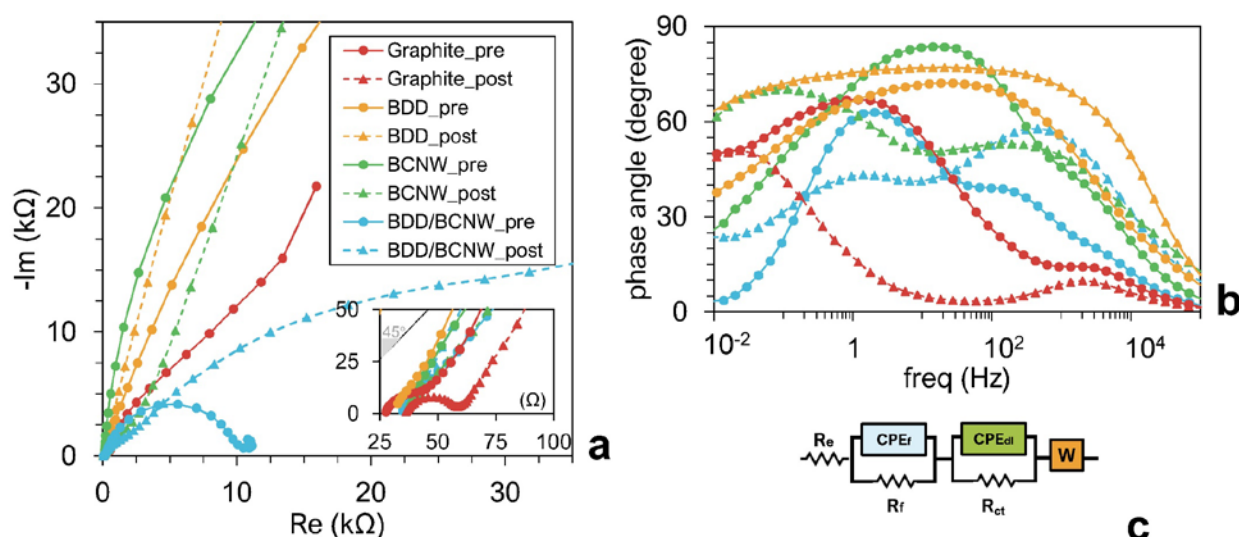 30
20
10
0
-Im (kΩ)
Graphite_pre
Graphite_post
BDD_pre
BDD_post
BCNW_pre
BCNW_post
BDD/BCNW_pre
BDD/BCNW_post
50
25
0
45°
(Ω)
25 50 75 100
0 10 20 30
Re (kΩ)
a
90
60
30
0
phase angle (degree)
10⁻² 1 10² 10⁴
freq (Hz)
b
Re
CPEf
Rf
CPEdl
Rct
W
c